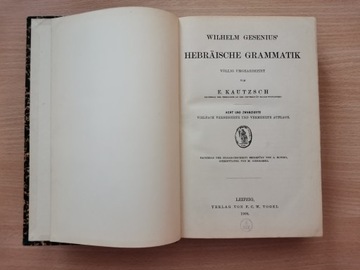 WILHELM GESENIUS'
HEBRÄISCHE GRAMMATIK
VÖLLIG UMGEARBEITET
VON
E. KAUTZSCH
ACHT UND ZWANZIGSTE
VIELFACH VERBESSERTE UND VERMEHRTE AUFLAGE
LEIPZIG,
VERLAG VON F. C. W. VOGEL
1909.